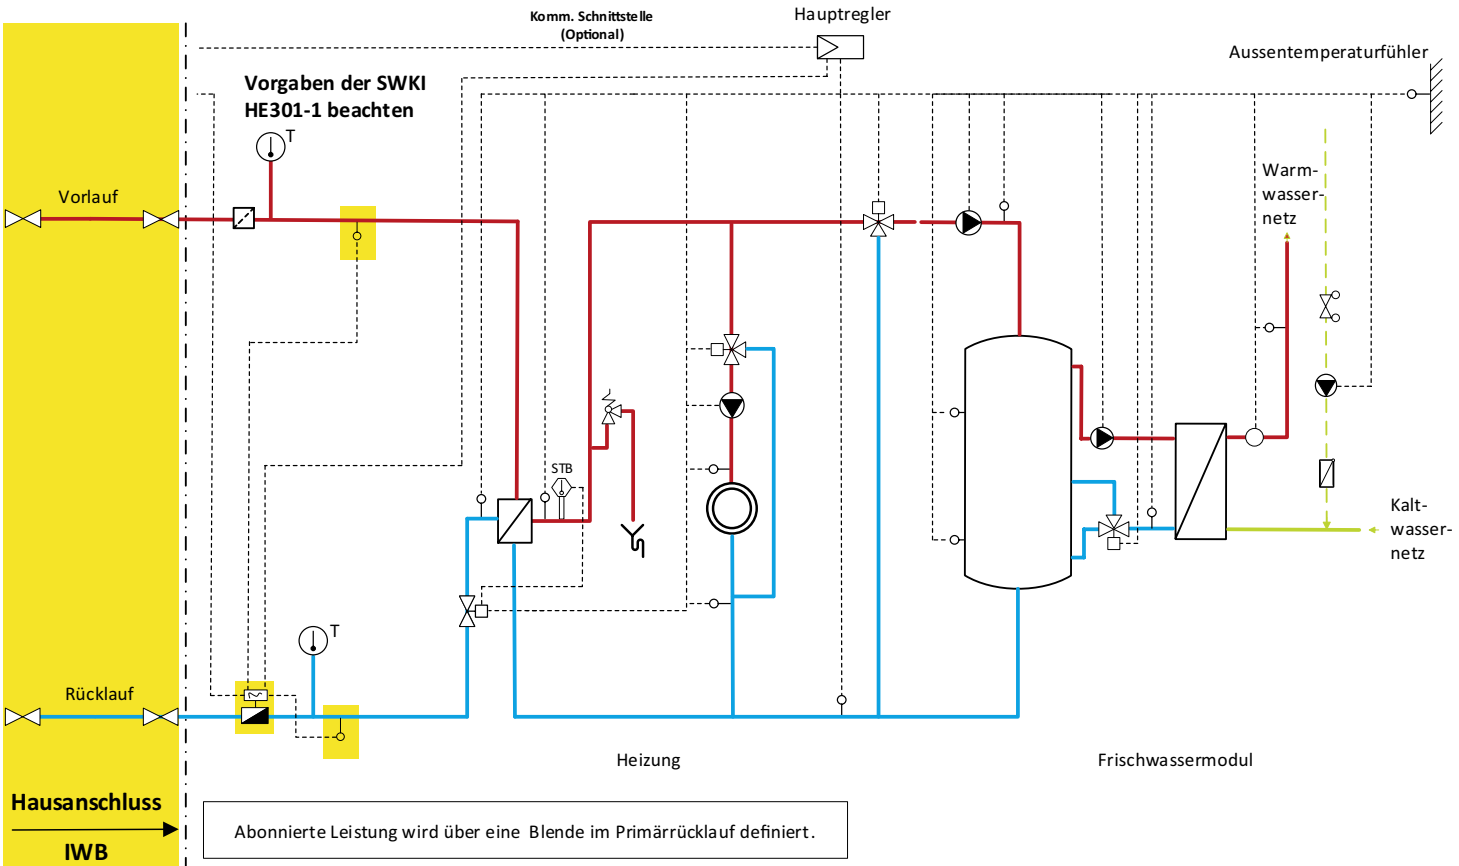 Komm. Schnittstelle
(Optional)
Hauptregler
Aussentemperaturfühler
Vorgaben der SWKI
HE301-1 beachten
T
Vorlauf
Warm-
wasser-
netz
STB
Kalt-
wasser-
netz
T
Rücklauf
Heizung
Frischwassermodul
Hausanschluss
IWB
Abonnierte Leistung wird über eine Blende im Primärrücklauf definiert.